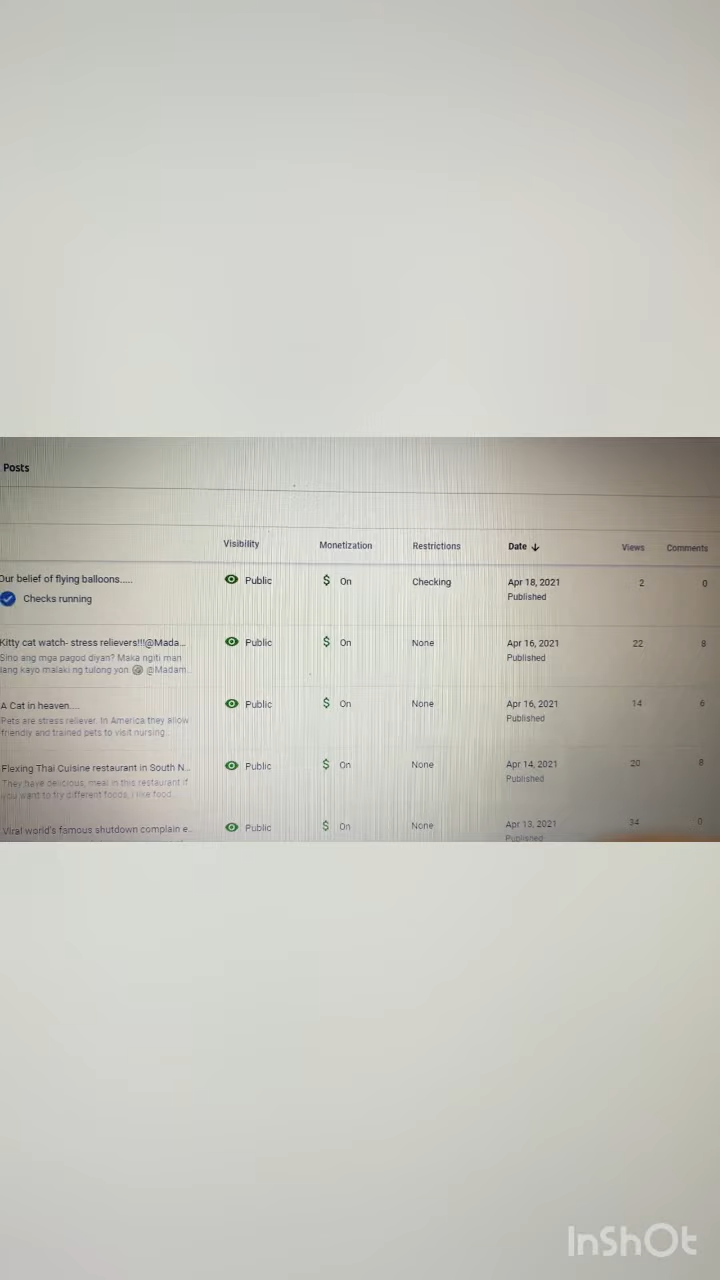 Posts
Visibility Monetization Restrictions Date Views Comments
Our belief of flying balloons..... Public $ On Checking Apr 18, 2021 2 0
Checks running Published
Kitty cat watch- stress relievers!!!@Mada... Public $ On None Apr 16, 2021 22 8
Sino ang mga pagod diyan? Maka ngiti man Published
lang kayo malaki ng tulong yon. @Madam...
A Cat in heaven..... Public $ On None Apr 16, 2021 14 6
Pets are stress reliever. In America they allow Published
friendly and trained pets to visit nursing...
Flexing Thai Cuisine restaurant in South N... Public $ On None Apr 14, 2021 20 8
They have delicious, meal in this restaurant if Published
you want to try different foods, I like food.
Viral world's famous shutdown complain e... Public $ On None Apr 13, 2021 34 0
Published
InShOt